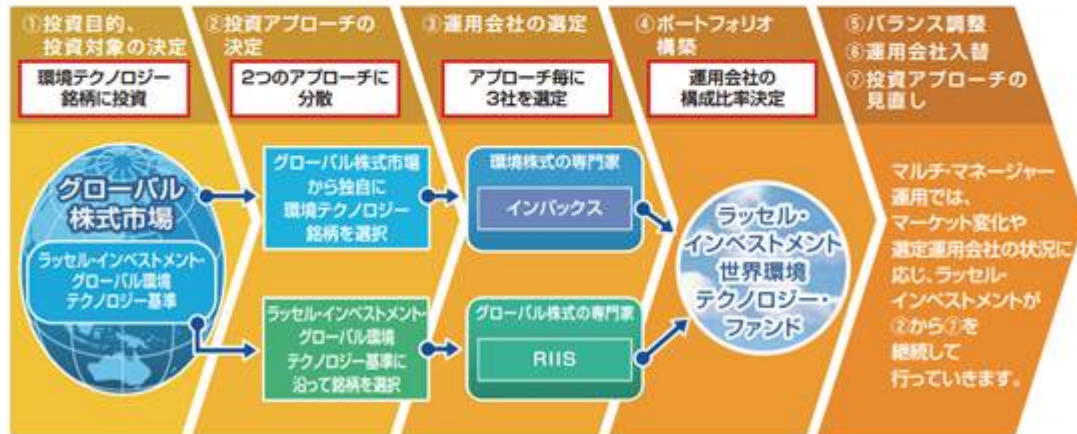 ①投資目的、
投資対象の決定
環境テクノロジー
銘柄に投資
②投資アプローチの
決定
2つのアプローチに
分散
③運用会社の選定
アプローチ毎に
3社を選定
④ポートフォリオ
構築
運用会社の
構成比率決定
⑤バランス調整
⑥運用会社入替
⑦投資アプローチの
見直し
グローバル
株式市場
ラッセル・インベストメント・
グローバル環境
テクノロジー基準
グローバル株式市場
から独自に
環境テクノロジー
銘柄を選択
ラッセル・インベストメント・
グローバル環境
テクノロジー基準に
沿って銘柄を選択
環境株式の専門家
インパックス
グローバル株式の専門家
RIIS
ラッセル・
インベストメント
世界環境
テクノロジー・
ファンド
マルチ・マネージャー
運用では、
マーケット変化や
選定運用会社の状況に
応じ、ラッセル・
インベストメントが
②から⑦を
継続して
行っていきます。